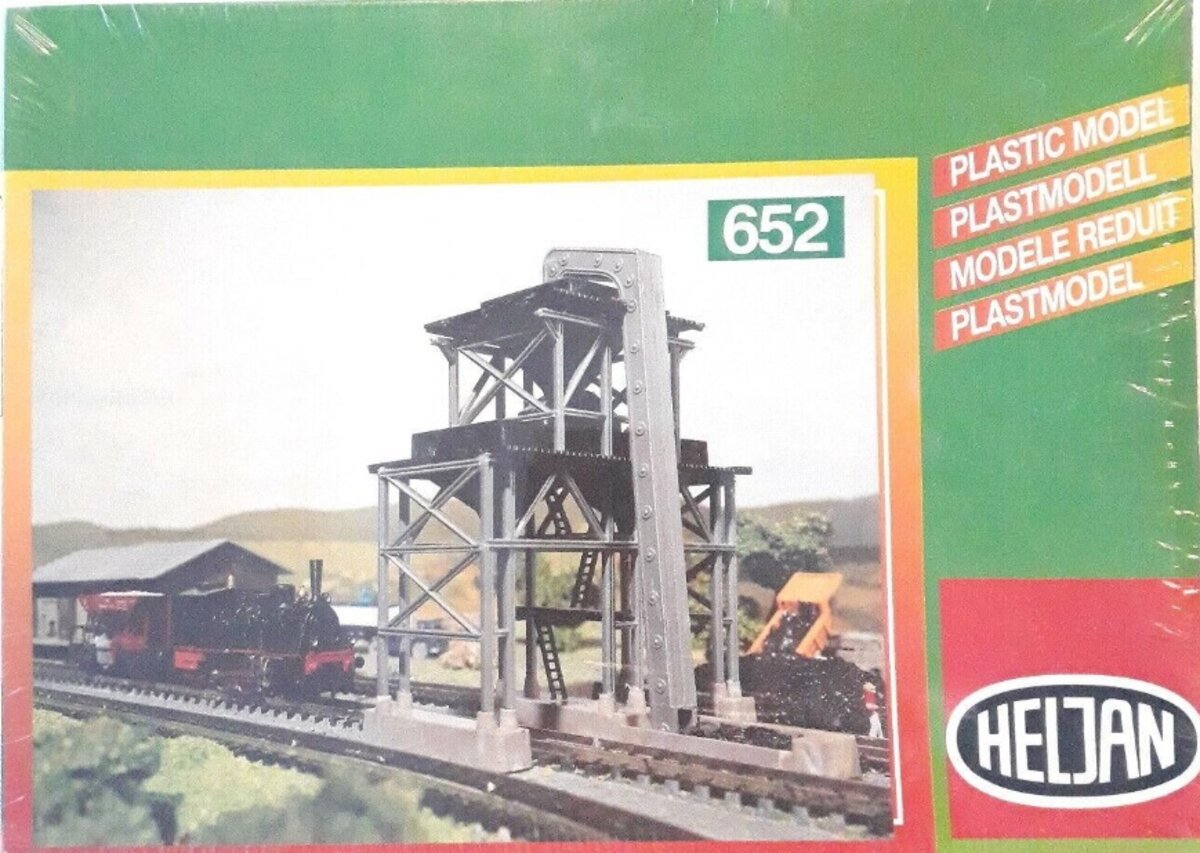 652
PLASTIC MODEL
PLASTMODELL
MODELE REDUIT
PLASTMODEL
HELJAN